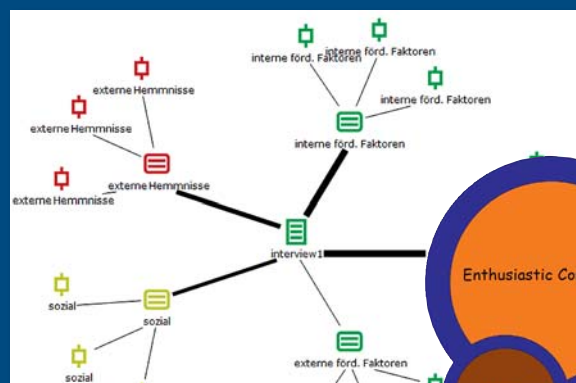 interne förd. Faktoren
interne förd. Faktoren
externe Hemmnisse
interne förd. Faktoren
externe Hemmnisse
interne förd. Faktoren
externe Hemmnisse
externe Hemmnisse
interview1
Enthusiastic Co
sozial
sozial
externe förd. Faktoren
sozial